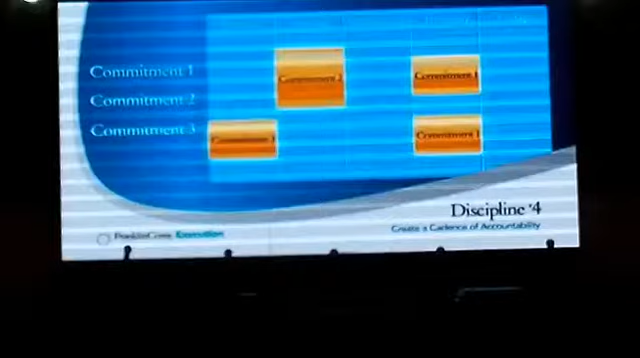 Commitment 1
Commitment 2
Commitment 3
Commitment 2
Commitment 1
Commitment 3
Commitment 1
Discipline #4
Create a Cadence of Accountability
FranklinCovey Execution